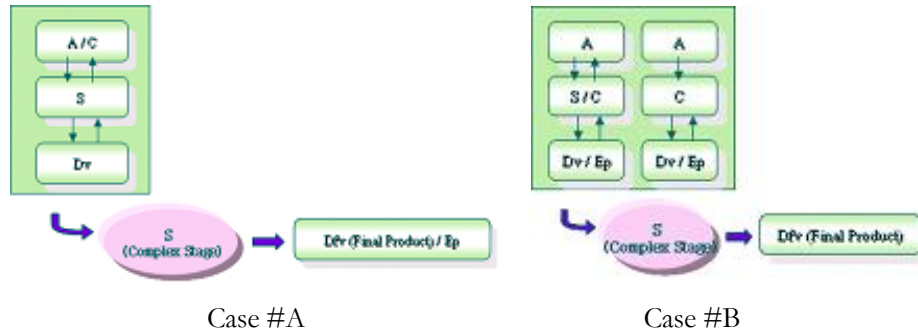 A / C
S
Dv
S
(Complex Stage)
Dfv (Final Product) / Ep
Case #A
A
A
S / C
C
Dv / Ep
Dv / Ep
S
(Complex Stage)
Dfv (Final Product)
Case #B